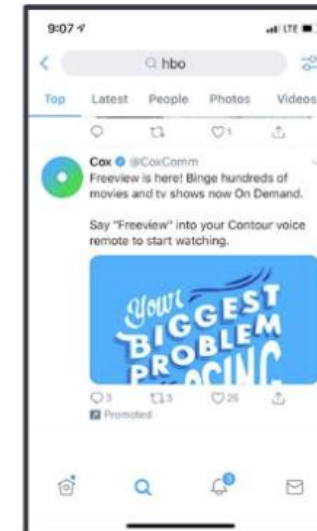 9:07
LTE
hbo
Top Latest People Photos Videos
1
Cox @CoxComm
Freeview is here! Binge hundreds of
movies and tv shows now On Demand.
Say "Freeview" into your Contour voice
remote to start watching.
YOUR
BIGGEST
PROBLEM
3 3 26
Promoted